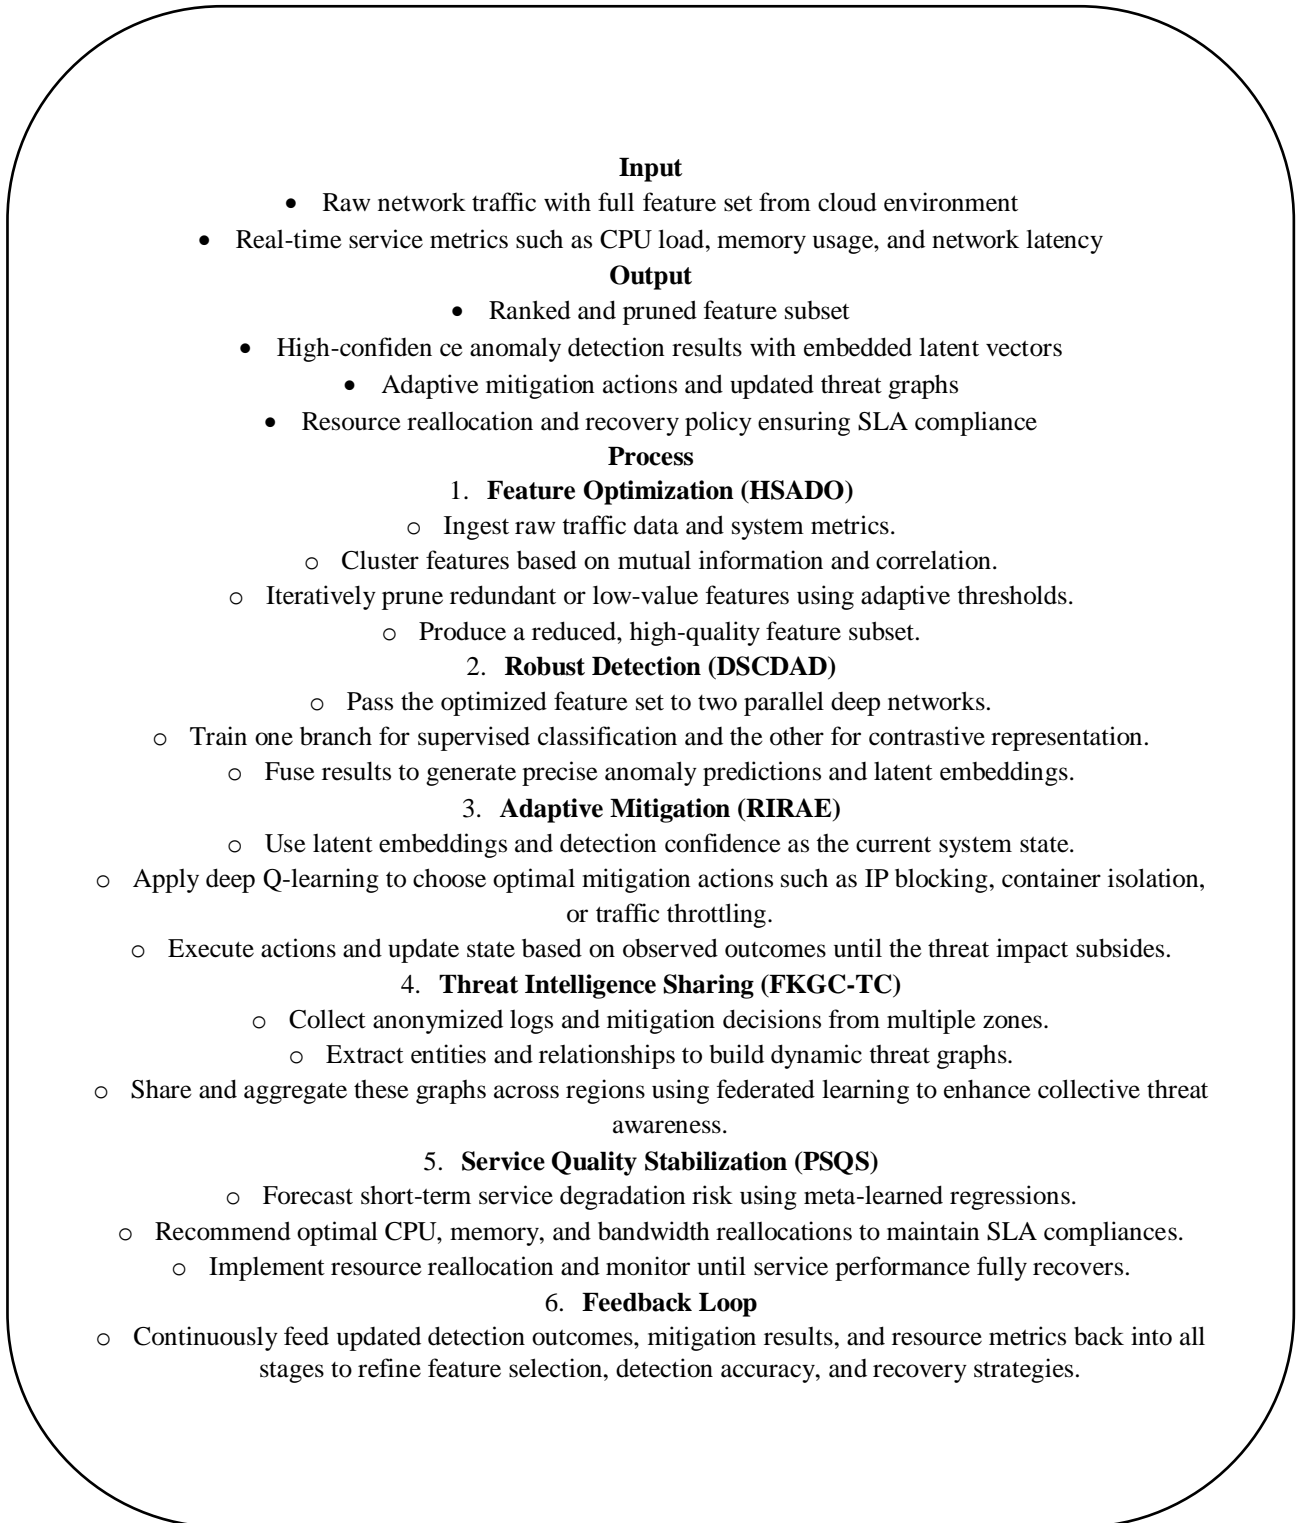 Input
• Raw network traffic with full feature set from cloud environment
• Real-time service metrics such as CPU load, memory usage, and network latency
Output
• Ranked and pruned feature subset
• High-confiden ce anomaly detection results with embedded latent vectors
• Adaptive mitigation actions and updated threat graphs
• Resource reallocation and recovery policy ensuring SLA compliance
Process
1. Feature Optimization (HSADO)
o Ingest raw traffic data and system metrics.
o Cluster features based on mutual information and correlation.
o Iteratively prune redundant or low-value features using adaptive thresholds.
o Produce a reduced, high-quality feature subset.
2. Robust Detection (DSCDAD)
o Pass the optimized feature set to two parallel deep networks.
o Train one branch for supervised classification and the other for contrastive representation.
o Fuse results to generate precise anomaly predictions and latent embeddings.
3. Adaptive Mitigation (RIRAE)
o Use latent embeddings and detection confidence as the current system state.
o Apply deep Q-learning to choose optimal mitigation actions such as IP blocking, container isolation,
or traffic throttling.
o Execute actions and update state based on observed outcomes until the threat impact subsides.
4. Threat Intelligence Sharing (FKGC-TC)
o Collect anonymized logs and mitigation decisions from multiple zones.
o Extract entities and relationships to build dynamic threat graphs.
o Share and aggregate these graphs across regions using federated learning to enhance collective threat
awareness.
5. Service Quality Stabilization (PSQS)
o Forecast short-term service degradation risk using meta-learned regressions.
o Recommend optimal CPU, memory, and bandwidth reallocations to maintain SLA compliances.
o Implement resource reallocation and monitor until service performance fully recovers.
6. Feedback Loop
o Continuously feed updated detection outcomes, mitigation results, and resource metrics back into all
stages to refine feature selection, detection accuracy, and recovery strategies.